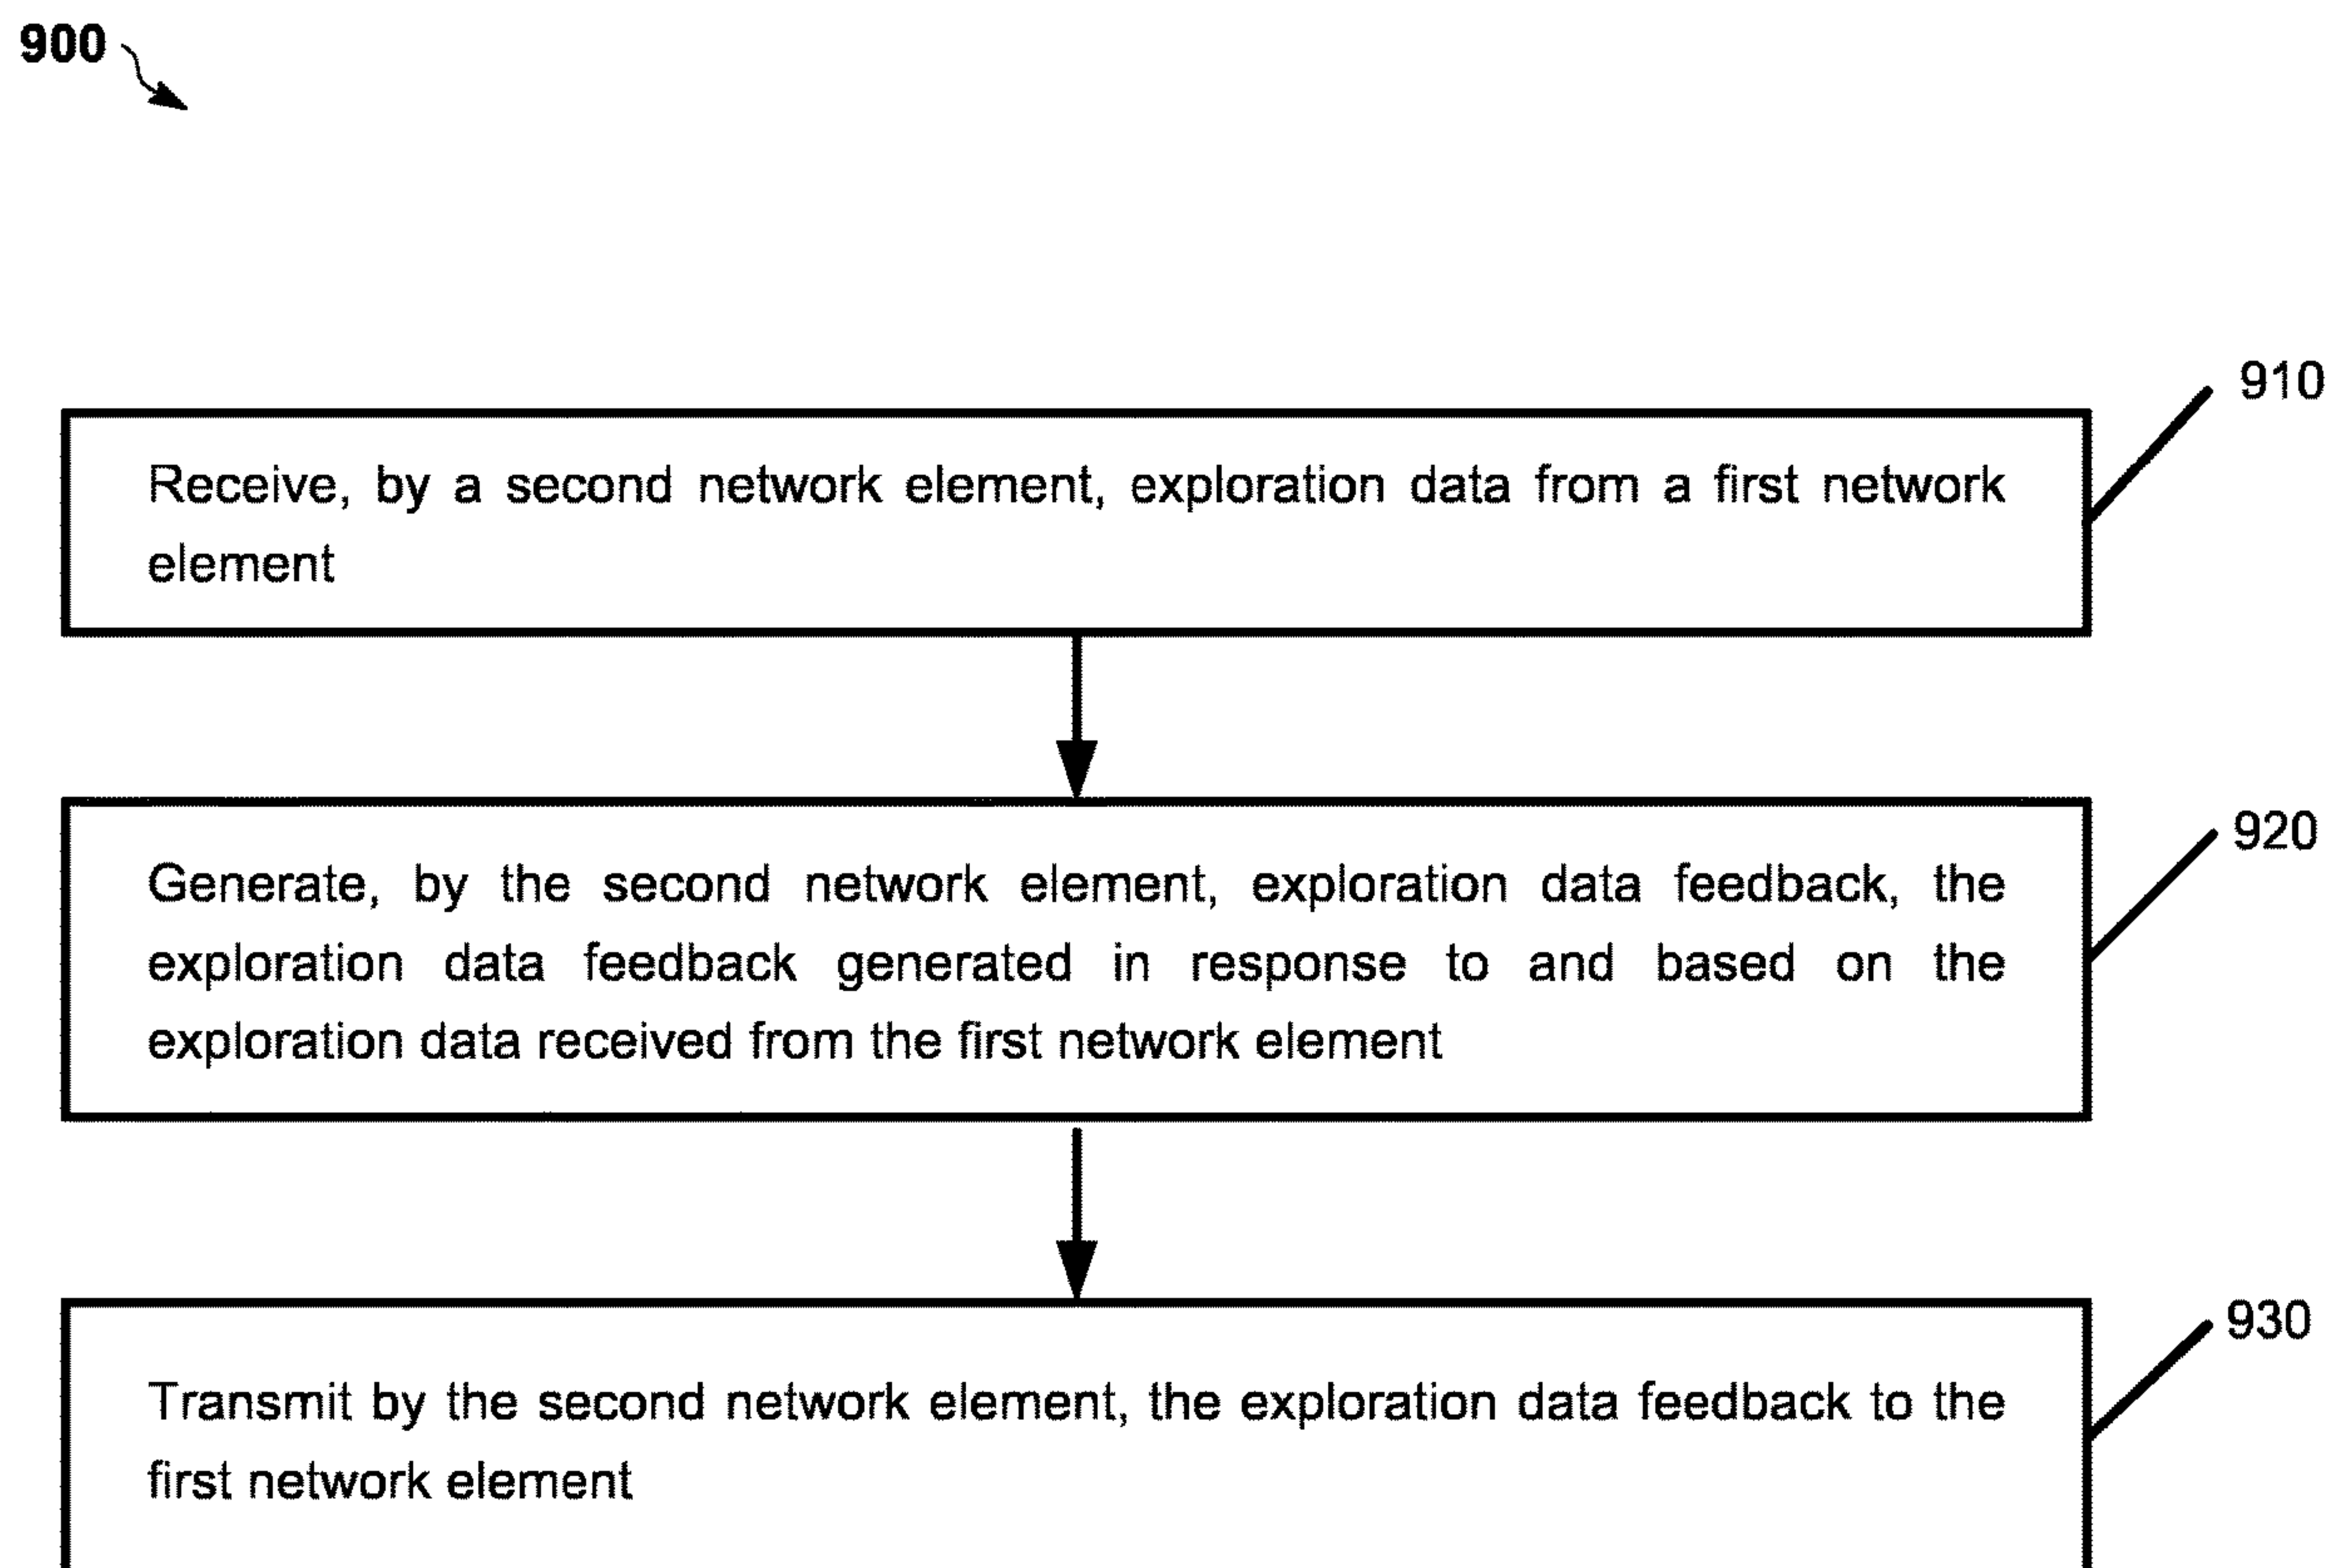 900
910
Receive, by a second network element, exploration data from a first network
element
920
Generate, by the second network element, exploration data feedback, the
exploration data feedback generated in response to and based on the
exploration data received from the first network element
930
Transmit by the second network element, the exploration data feedback to the
first network element